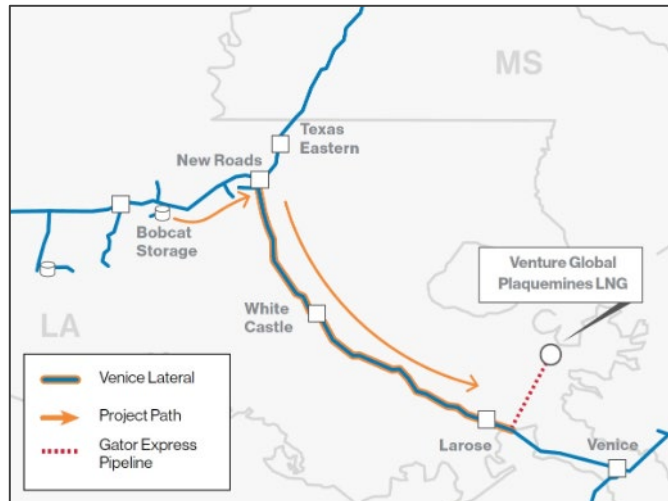 MS
Texas
Eastern
New Roads
Bobcat
Storage
Venture Global
Plaquemines LNG
LA
White
Castle
Venice Lateral
Project Path
Gator Express
Pipeline
Larose
Venice